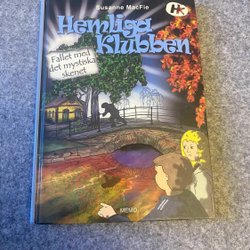 Susanne MacFie
HK
Hemliga
Klubben
Fallet med
det mystiska
skenet
MEMO